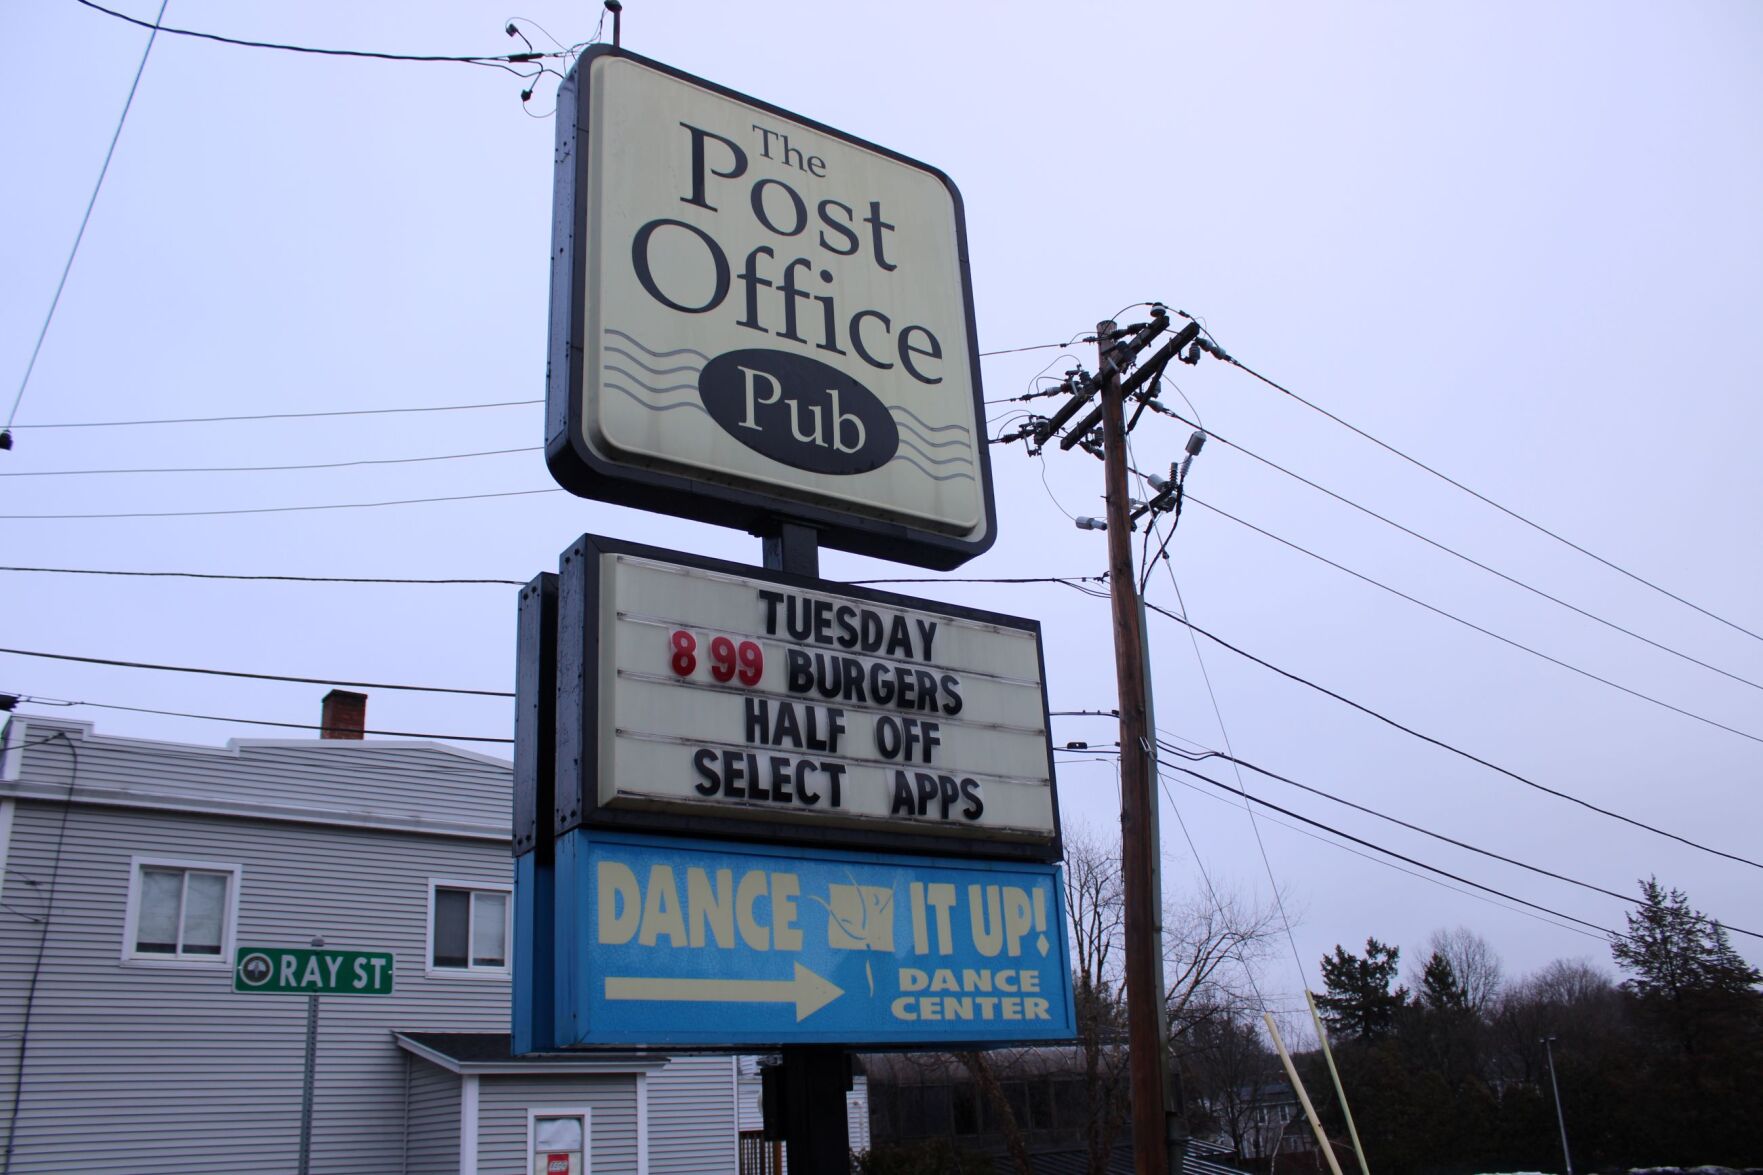 The
Post
Office
Pub
TUESDAY
8 99 BURGERS
HALF OFF
SELECT APPS
DANCE IT UP!
DANCE
CENTER
RAY ST